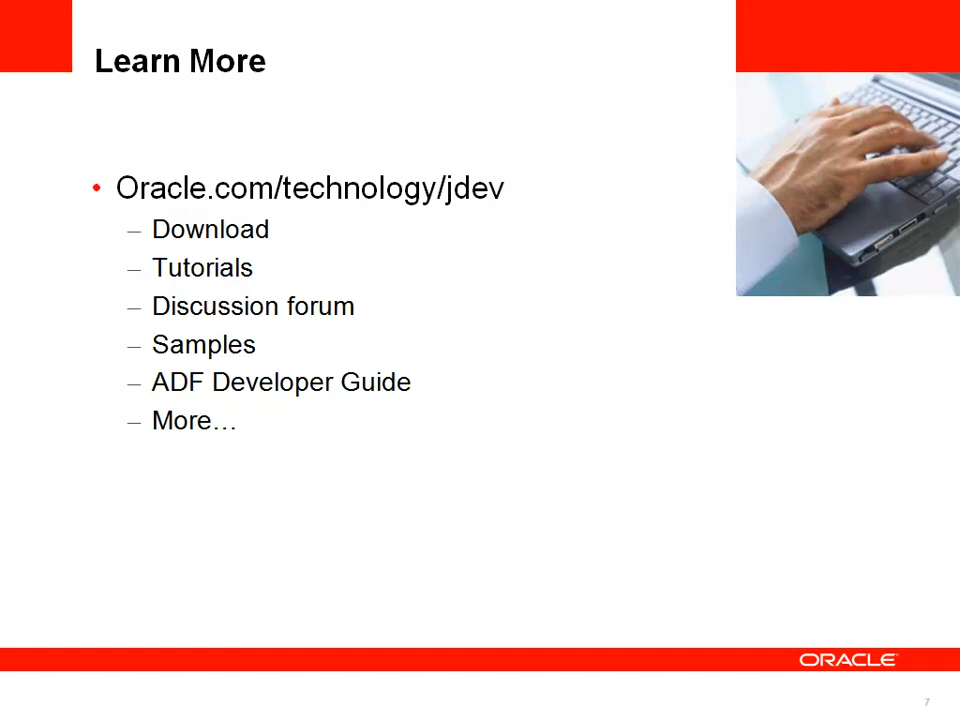 Learn More
• Oracle.com/technology/jdev
– Download
– Tutorials
– Discussion forum
– Samples
– ADF Developer Guide
– More…
ORACLE
7